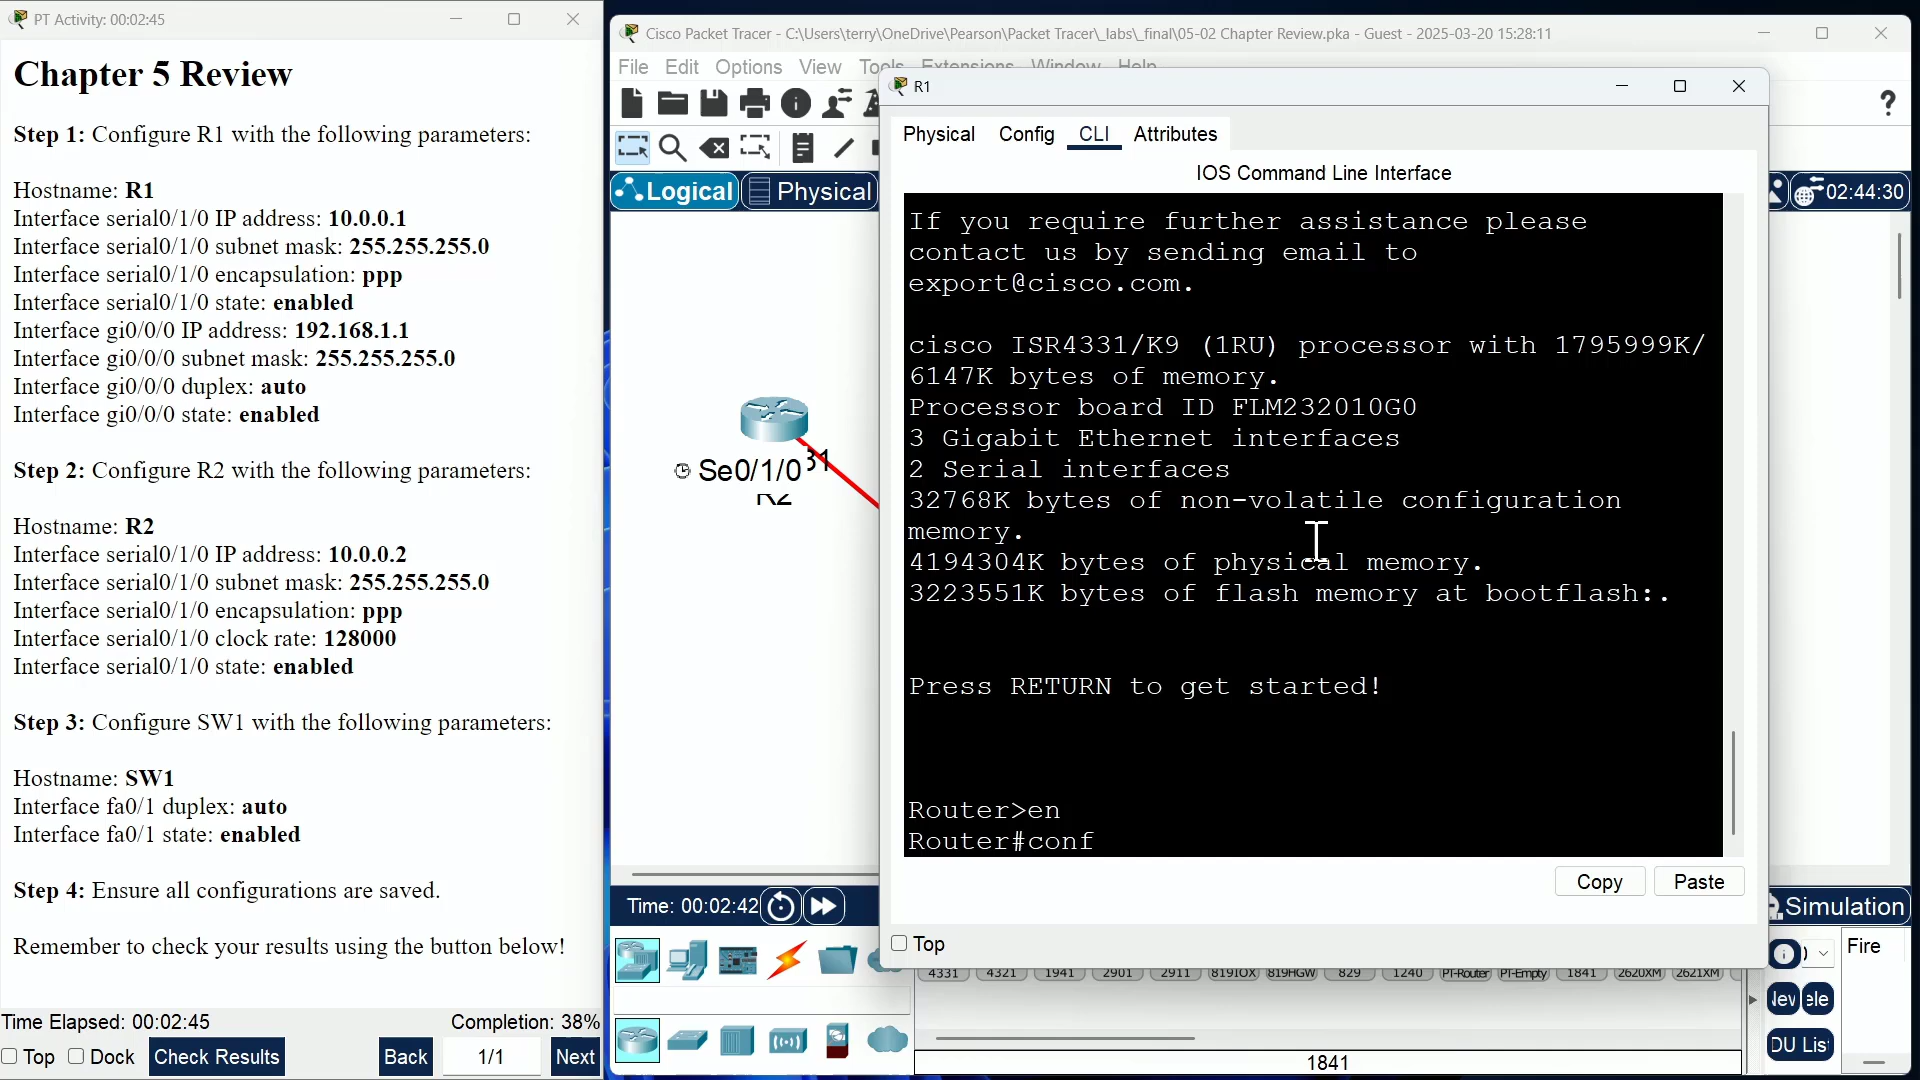 PT Activity: 00:02:45
Chapter 5 Review
Step 1: Configure R1 with the following parameters:
Hostname: R1
Interface serial0/1/0 IP address: 10.0.0.1
Interface serial0/1/0 subnet mask: 255.255.255.0
Interface serial0/1/0 encapsulation: ppp
Interface serial0/1/0 state: enabled
Interface gi0/0/0 IP address: 192.168.1.1
Interface gi0/0/0 subnet mask: 255.255.255.0
Interface gi0/0/0 duplex: auto
Interface gi0/0/0 state: enabled
Step 2: Configure R2 with the following parameters:
Hostname: R2
Interface serial0/1/0 IP address: 10.0.0.2
Interface serial0/1/0 subnet mask: 255.255.255.0
Interface serial0/1/0 encapsulation: ppp
Interface serial0/1/0 clock rate: 128000
Interface serial0/1/0 state: enabled
Step 3: Configure SW1 with the following parameters:
Hostname: SW1
Interface fa0/1 duplex: auto
Interface fa0/1 state: enabled
Step 4: Ensure all configurations are saved.
Remember to check your results using the button below!
Time Elapsed: 00:02:45
Completion: 38%
Top
Dock
Check Results
Back
1/1
Next
Cisco Packet Tracer - C:\Users\terry\OneDrive\Pearson\Packet Tracer\_labs\_final\05-02 Chapter Review.pka - Guest - 2025-03-20 15:28:11
File Edit Options View Tools Extensions Window Help
Logical
Physical
02:44:30
Se0/1/0
R2
R1
Physical Config CLI Attributes
IOS Command Line Interface
If you require further assistance please
contact us by sending email to
export@cisco.com.
cisco ISR4331/K9 (1RU) processor with 1795999K/
6147K bytes of memory.
Processor board ID FLM232010G0
3 Gigabit Ethernet interfaces
2 Serial interfaces
32768K bytes of non-volatile configuration
memory.
4194304K bytes of physical memory.
3223551K bytes of flash memory at bootflash:.
Press RETURN to get started!
Router>en
Router#conf
Copy
Paste
Top
Time: 00:02:42
Simulation
4331 4321 1941 2901 2911 819IOX 819HGW 829 1240 PT-Router PT-Empty 1841 2620XM 2621XM
Fire
1841